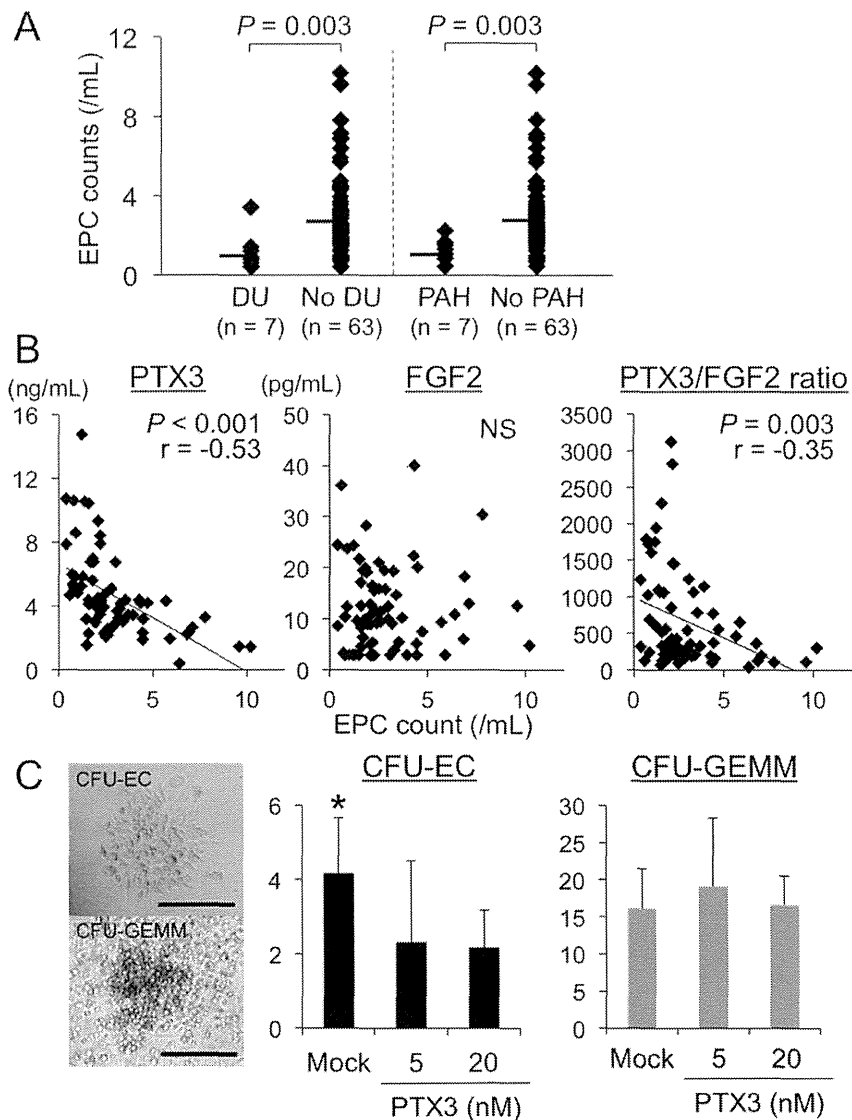 A
P = 0.003 P = 0.003
EPC counts (/mL)
12
8
4
0
DU No DU PAH No PAH
(n = 7) (n = 63) (n = 7) (n = 63)
B
(ng/mL) PTX3 (pg/mL) FGF2 PTX3/FGF2 ratio
P < 0.001
r = -0.53
16
12
8
4
0
0 5 10
NS
50
40
30
20
10
0
0 5 10
P = 0.003
r = -0.35
3500
3000
2500
2000
1500
1000
500
0
0 5 10
EPC count (/mL)
C
CFU-EC
CFU-GEMM
CFU-EC
*
6
4
2
0
Mock 5 20
PTX3 (nM)
CFU-GEMM
30
25
20
15
10
5
0
Mock 5 20
PTX3 (nM)